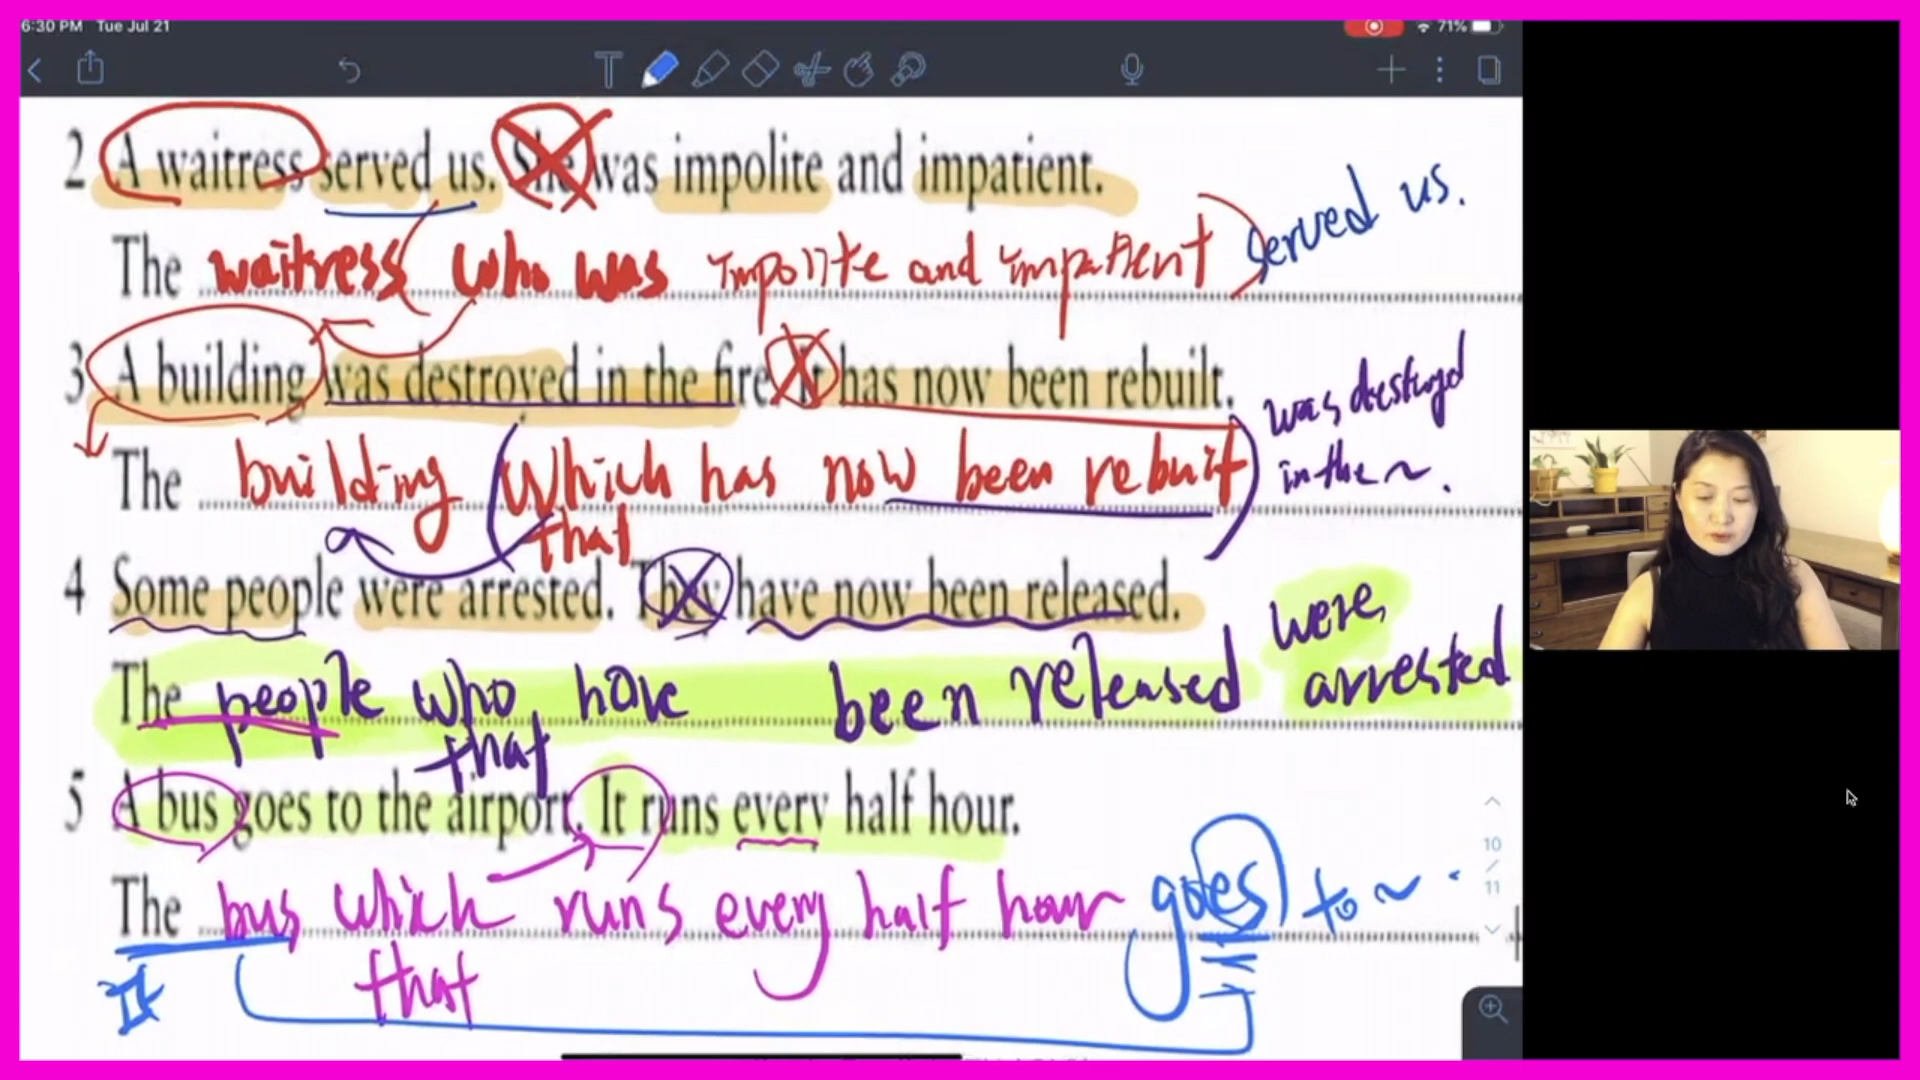 6:30 PM Tue Jul 21
71%
2 A waitress served us. She was impolite and impatient.
served us.
The waitress who was impolite and impatient
3 A building was destroyed in the fire. It has now been rebuilt.
The building which has now been rebuit
that
in the ~.
4 Some people were arrested. They have now been released.
were
The people who have been released arrested
that
5 A bus goes to the airport. It runs every half hour.
10
/
11
The bus which runs every half hour goes to ~ .
that
It